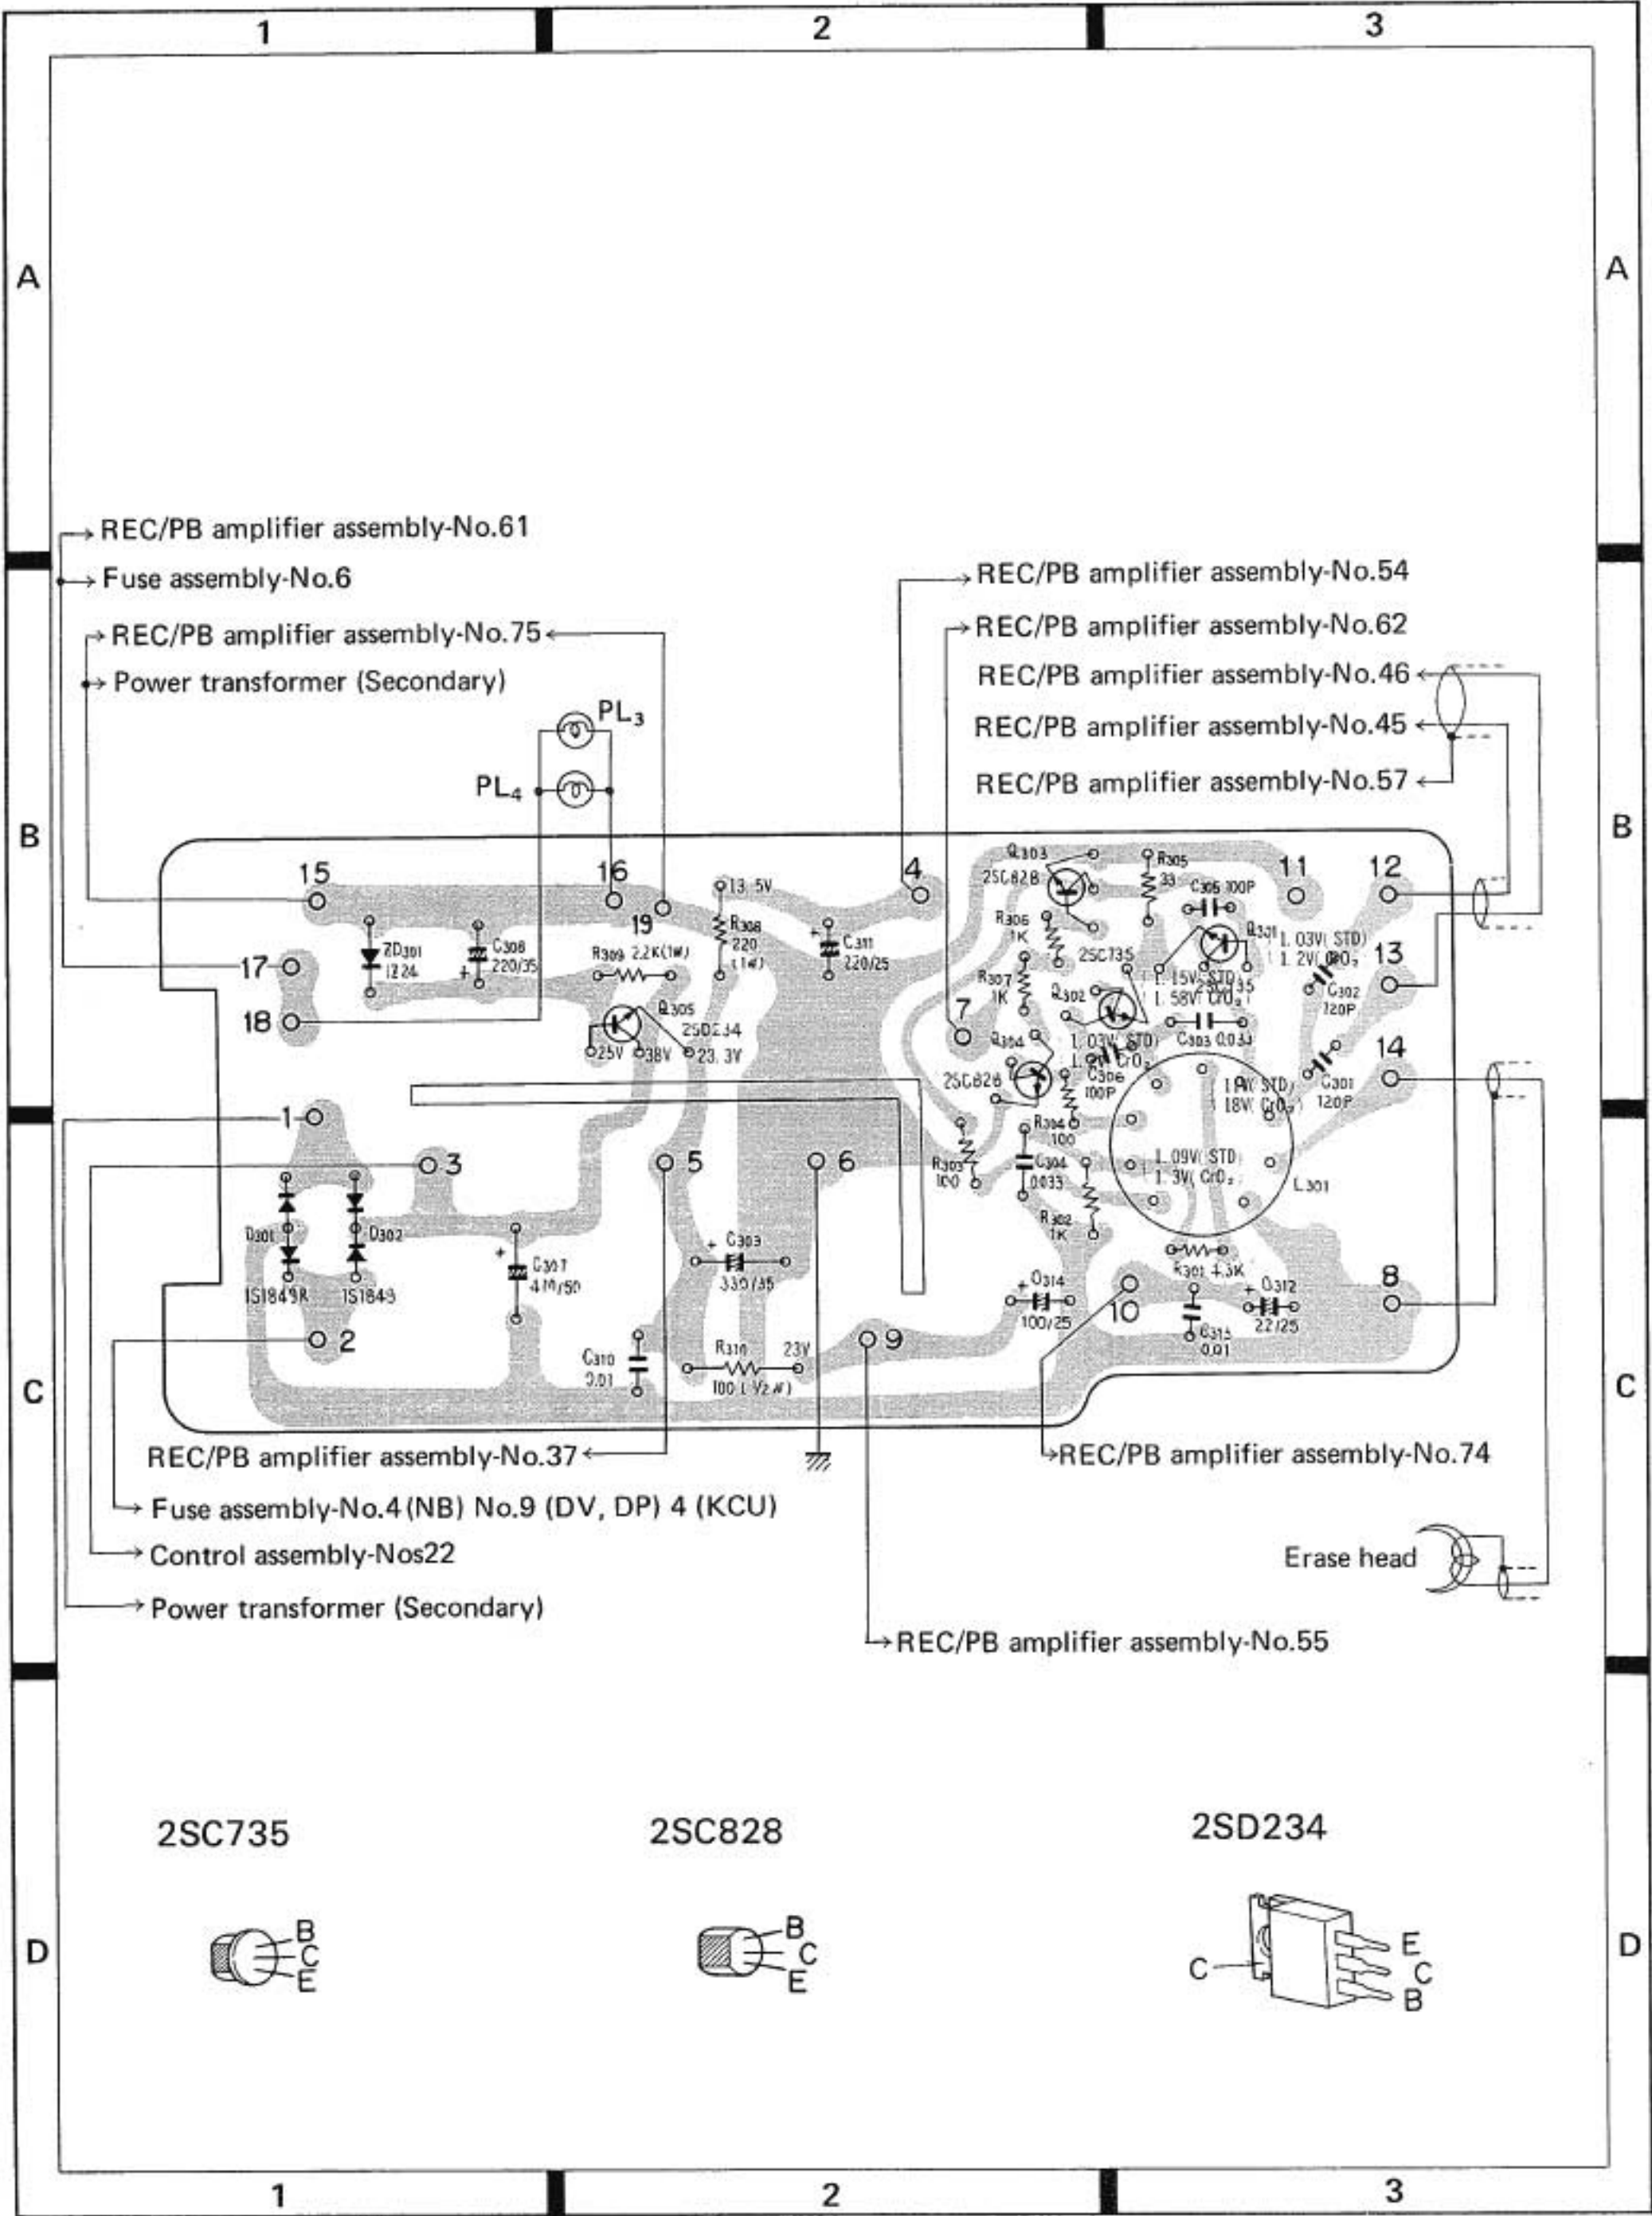 1 2 3
A A
REC/PB amplifier assembly-No.61
Fuse assembly-No.6
REC/PB amplifier assembly-No.54
REC/PB amplifier assembly-No.75
REC/PB amplifier assembly-No.62
Power transformer (Secondary)
REC/PB amplifier assembly-No.46
PL3
REC/PB amplifier assembly-No.45
PL4
REC/PB amplifier assembly-No.57
B B
15 16 4 11 12
Q303
2SC828
R305
33
C305 100P
13.5V
19
R308
220
(1W)
C311
220/25
R306
1K
Q301
1.03V(STD)
1.2V(CrO2
ZD301
C308
220/35
R309 2.2K(1W)
2SC735
17
13
R307
1K
Q302
1.15V(STD)
2SC735
1.58V(CrO2)
C302
120P
18
Q305
2SD234
25V 38V 23.3V
7
Q304
2SC828
1.03V(STD)
CrO2
C306
100P
C303 0.033
14
C301
120P
11V(STD)
18V(CrO2)
1
3 5 6
R304
100
R303
100
C304
0.033
1.09V(STD)
1.3V(CrO2
L301
D301 D302
R302
1K
C307
C303
330/35
R301
1S1849R 1S1849
C314
100/25
10
C312
22/25
8
C313
0.01
2
C310
0.01
R310
100(1/2W)
23V
9
C C
REC/PB amplifier assembly-No.37
REC/PB amplifier assembly-No.74
Fuse assembly-No.4(NB) No.9 (DV, DP) 4 (KCU)
Control assembly-Nos22
Erase head
Power transformer (Secondary)
REC/PB amplifier assembly-No.55
2SC735 2SC828 2SD234
B
C
E
B
C
E
C
E
C
B
D D
1 2 3